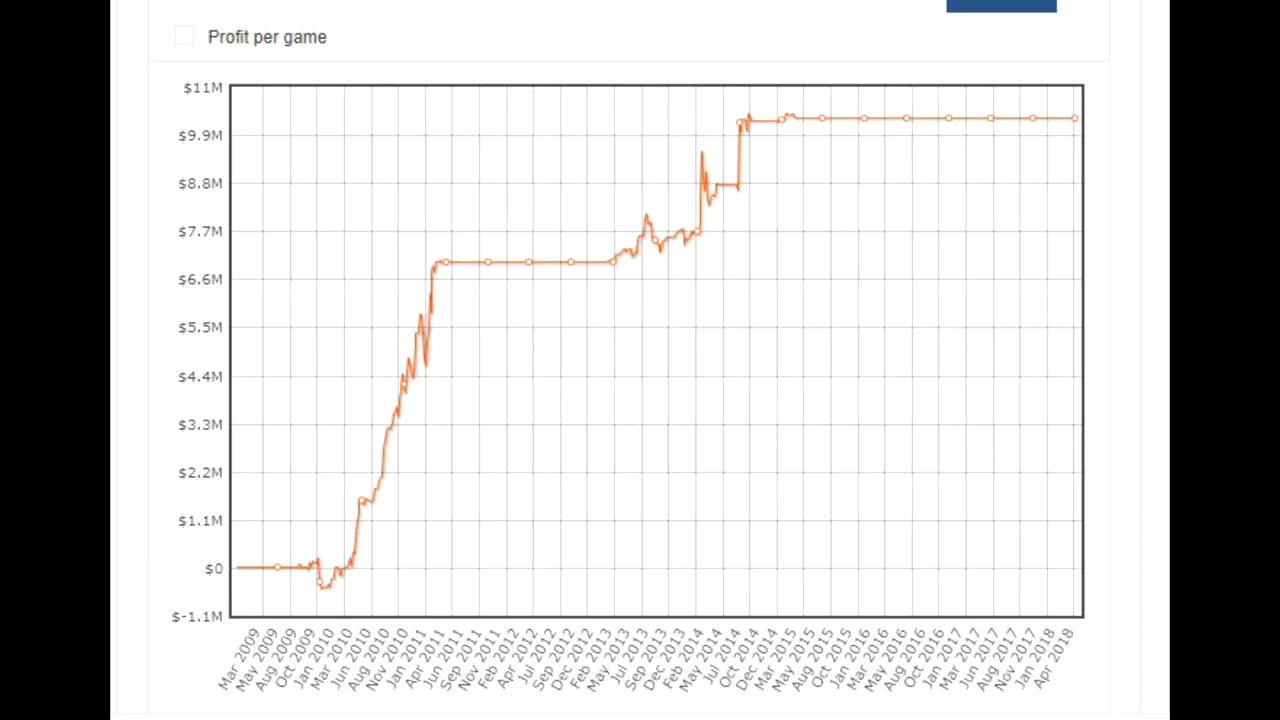 Profit per game
$11M
$9.9M
$8.8M
$7.7M
$6.6M
$5.5M
$4.4M
$3.3M
$2.2M
$1.1M
$0
$-1.1M
Mar 2009
May 2009
Aug 2009
Oct 2009
Jan 2010
Mar 2010
Jun 2010
Aug 2010
Nov 2010
Jan 2011
Apr 2011
Jun 2011
Sep 2011
Nov 2011
Feb 2012
Apr 2012
Jul 2012
Sep 2012
Dec 2012
Feb 2013
May 2013
Jul 2013
Sep 2013
Dec 2013
Feb 2014
May 2014
Jul 2014
Oct 2014
Dec 2014
Mar 2015
May 2015
Aug 2015
Oct 2015
Jan 2016
Mar 2016
May 2016
Aug 2016
Oct 2016
Jan 2017
Mar 2017
Jun 2017
Aug 2017
Nov 2017
Jan 2018
Apr 2018